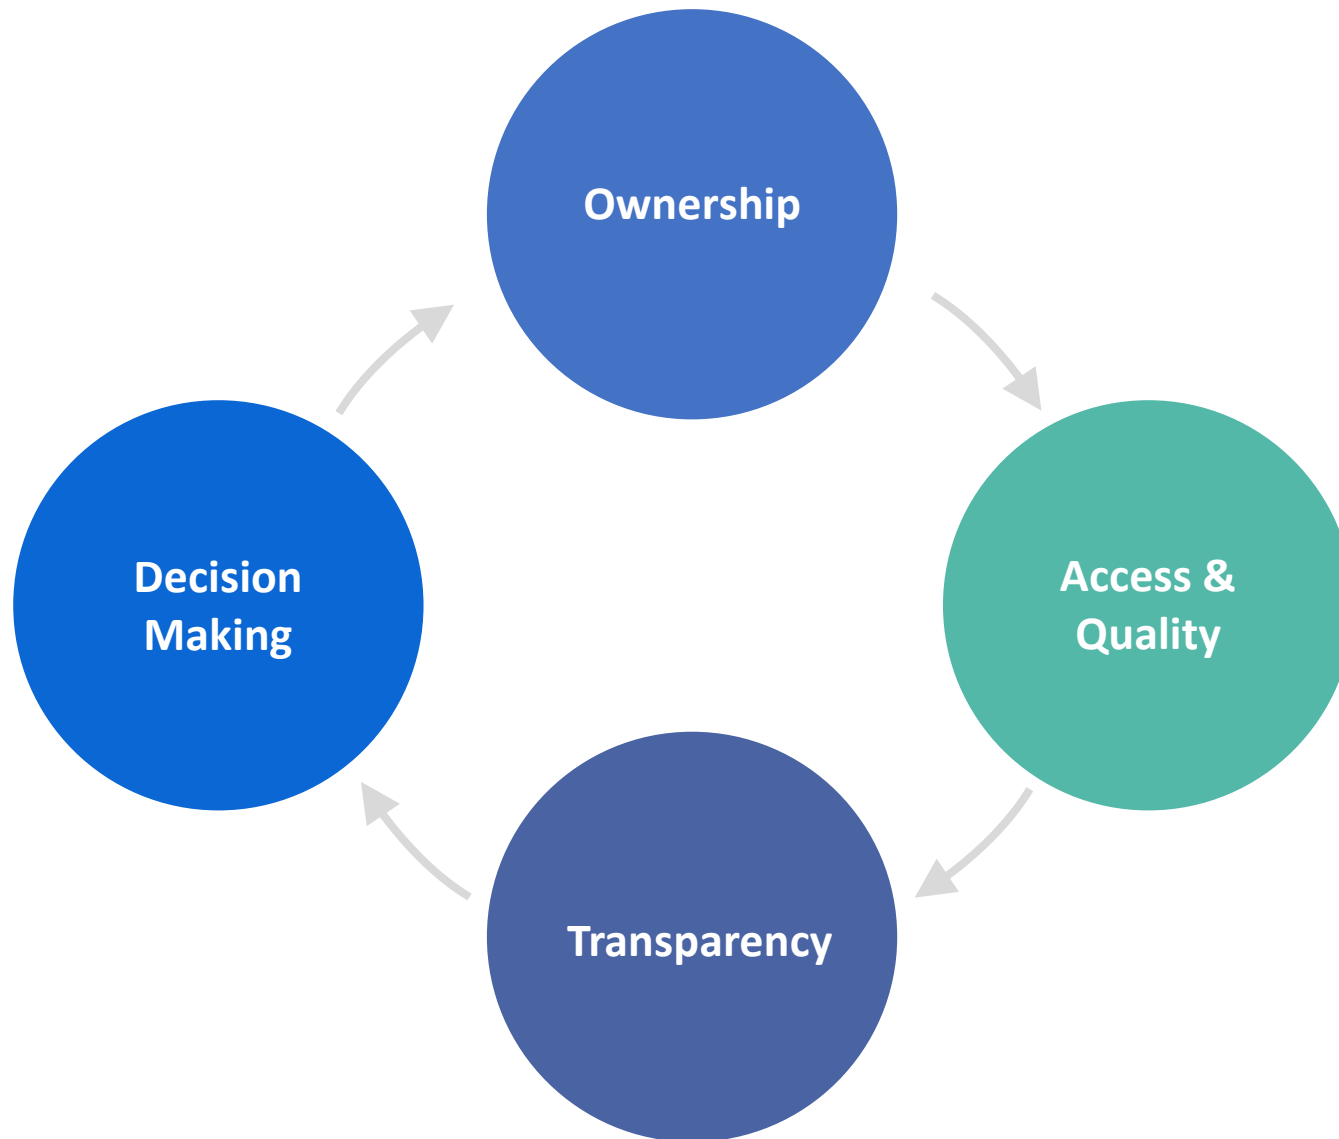 Ownership
Access &
Quality
Transparency
Decision
Making